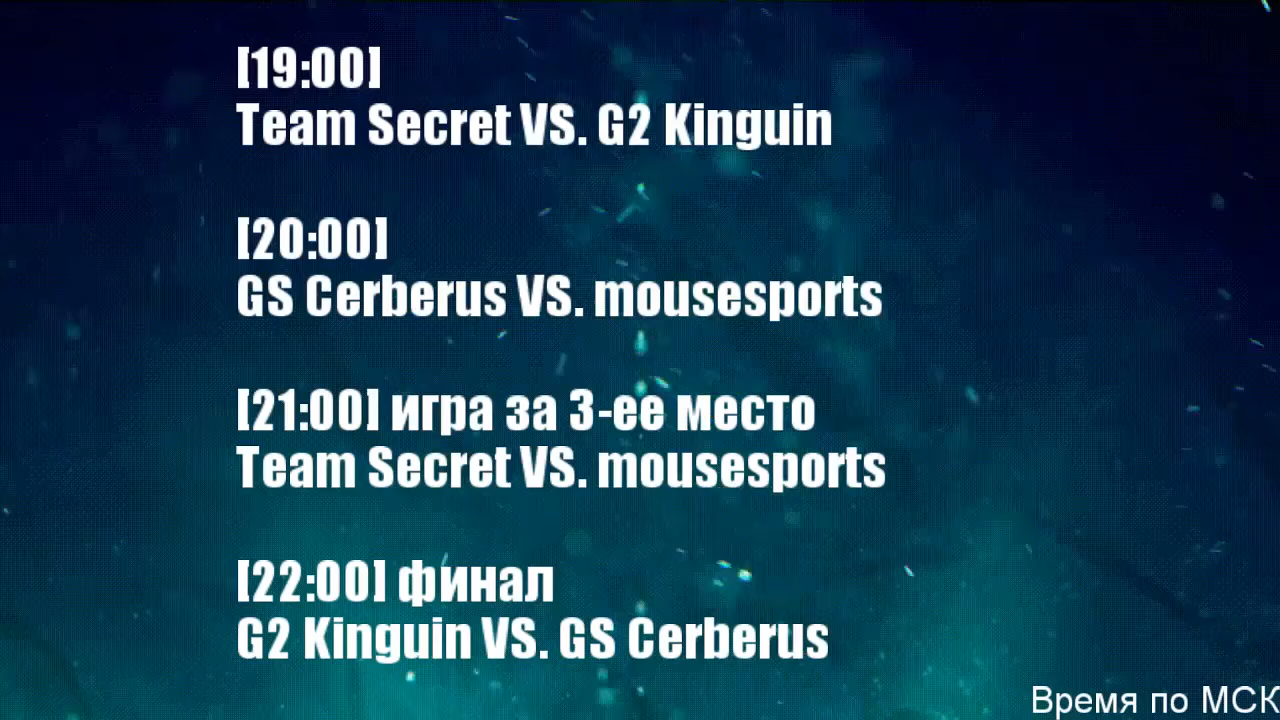 [19:00]
Team Secret VS. G2 Kinguin
[20:00]
GS Cerberus VS. mousesports
[21:00] игра за 3-ее место
Team Secret VS. mousesports
[22:00] финал
G2 Kinguin VS. GS Cerberus
Время по МСК